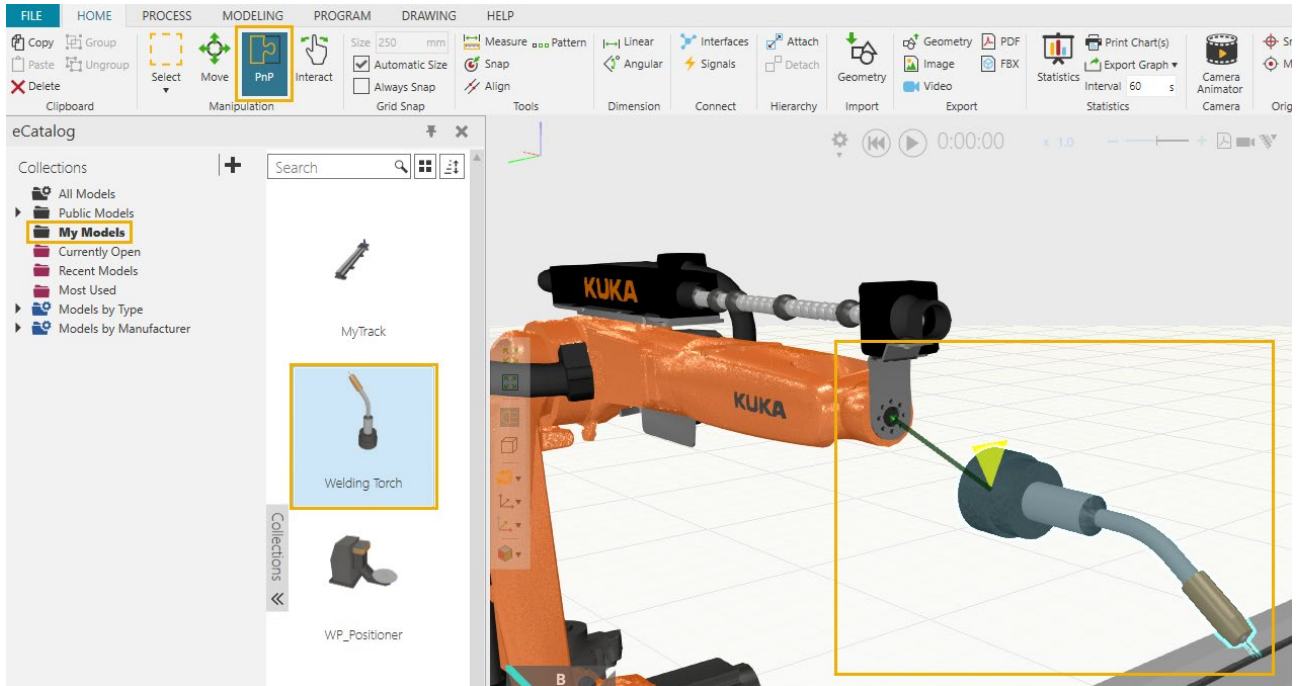 FILE HOME PROCESS MODELING PROGRAM DRAWING HELP
Copy Group Size 250 mm Measure Pattern Linear Interfaces Attach Geometry PDF Print Chart(s)
Paste Ungroup Select Move PnP Interact Automatic Size Snap Angular Signals Detach Geometry Image FBX Statistics Export Graph Camera Animator
Delete Always Snap Align Video Interval 60 s
Clipboard Manipulation Grid Snap Tools Dimension Connect Hierarchy Import Export Statistics Camera Orig
eCatalog
Collections
Search
0:00:00 x 1.0
All Models
Public Models
My Models
Currently Open
Recent Models
Most Used
Models by Type
Models by Manufacturer
MyTrack
Welding Torch
WP_Positioner
Collections
KUKA
KUKA
B